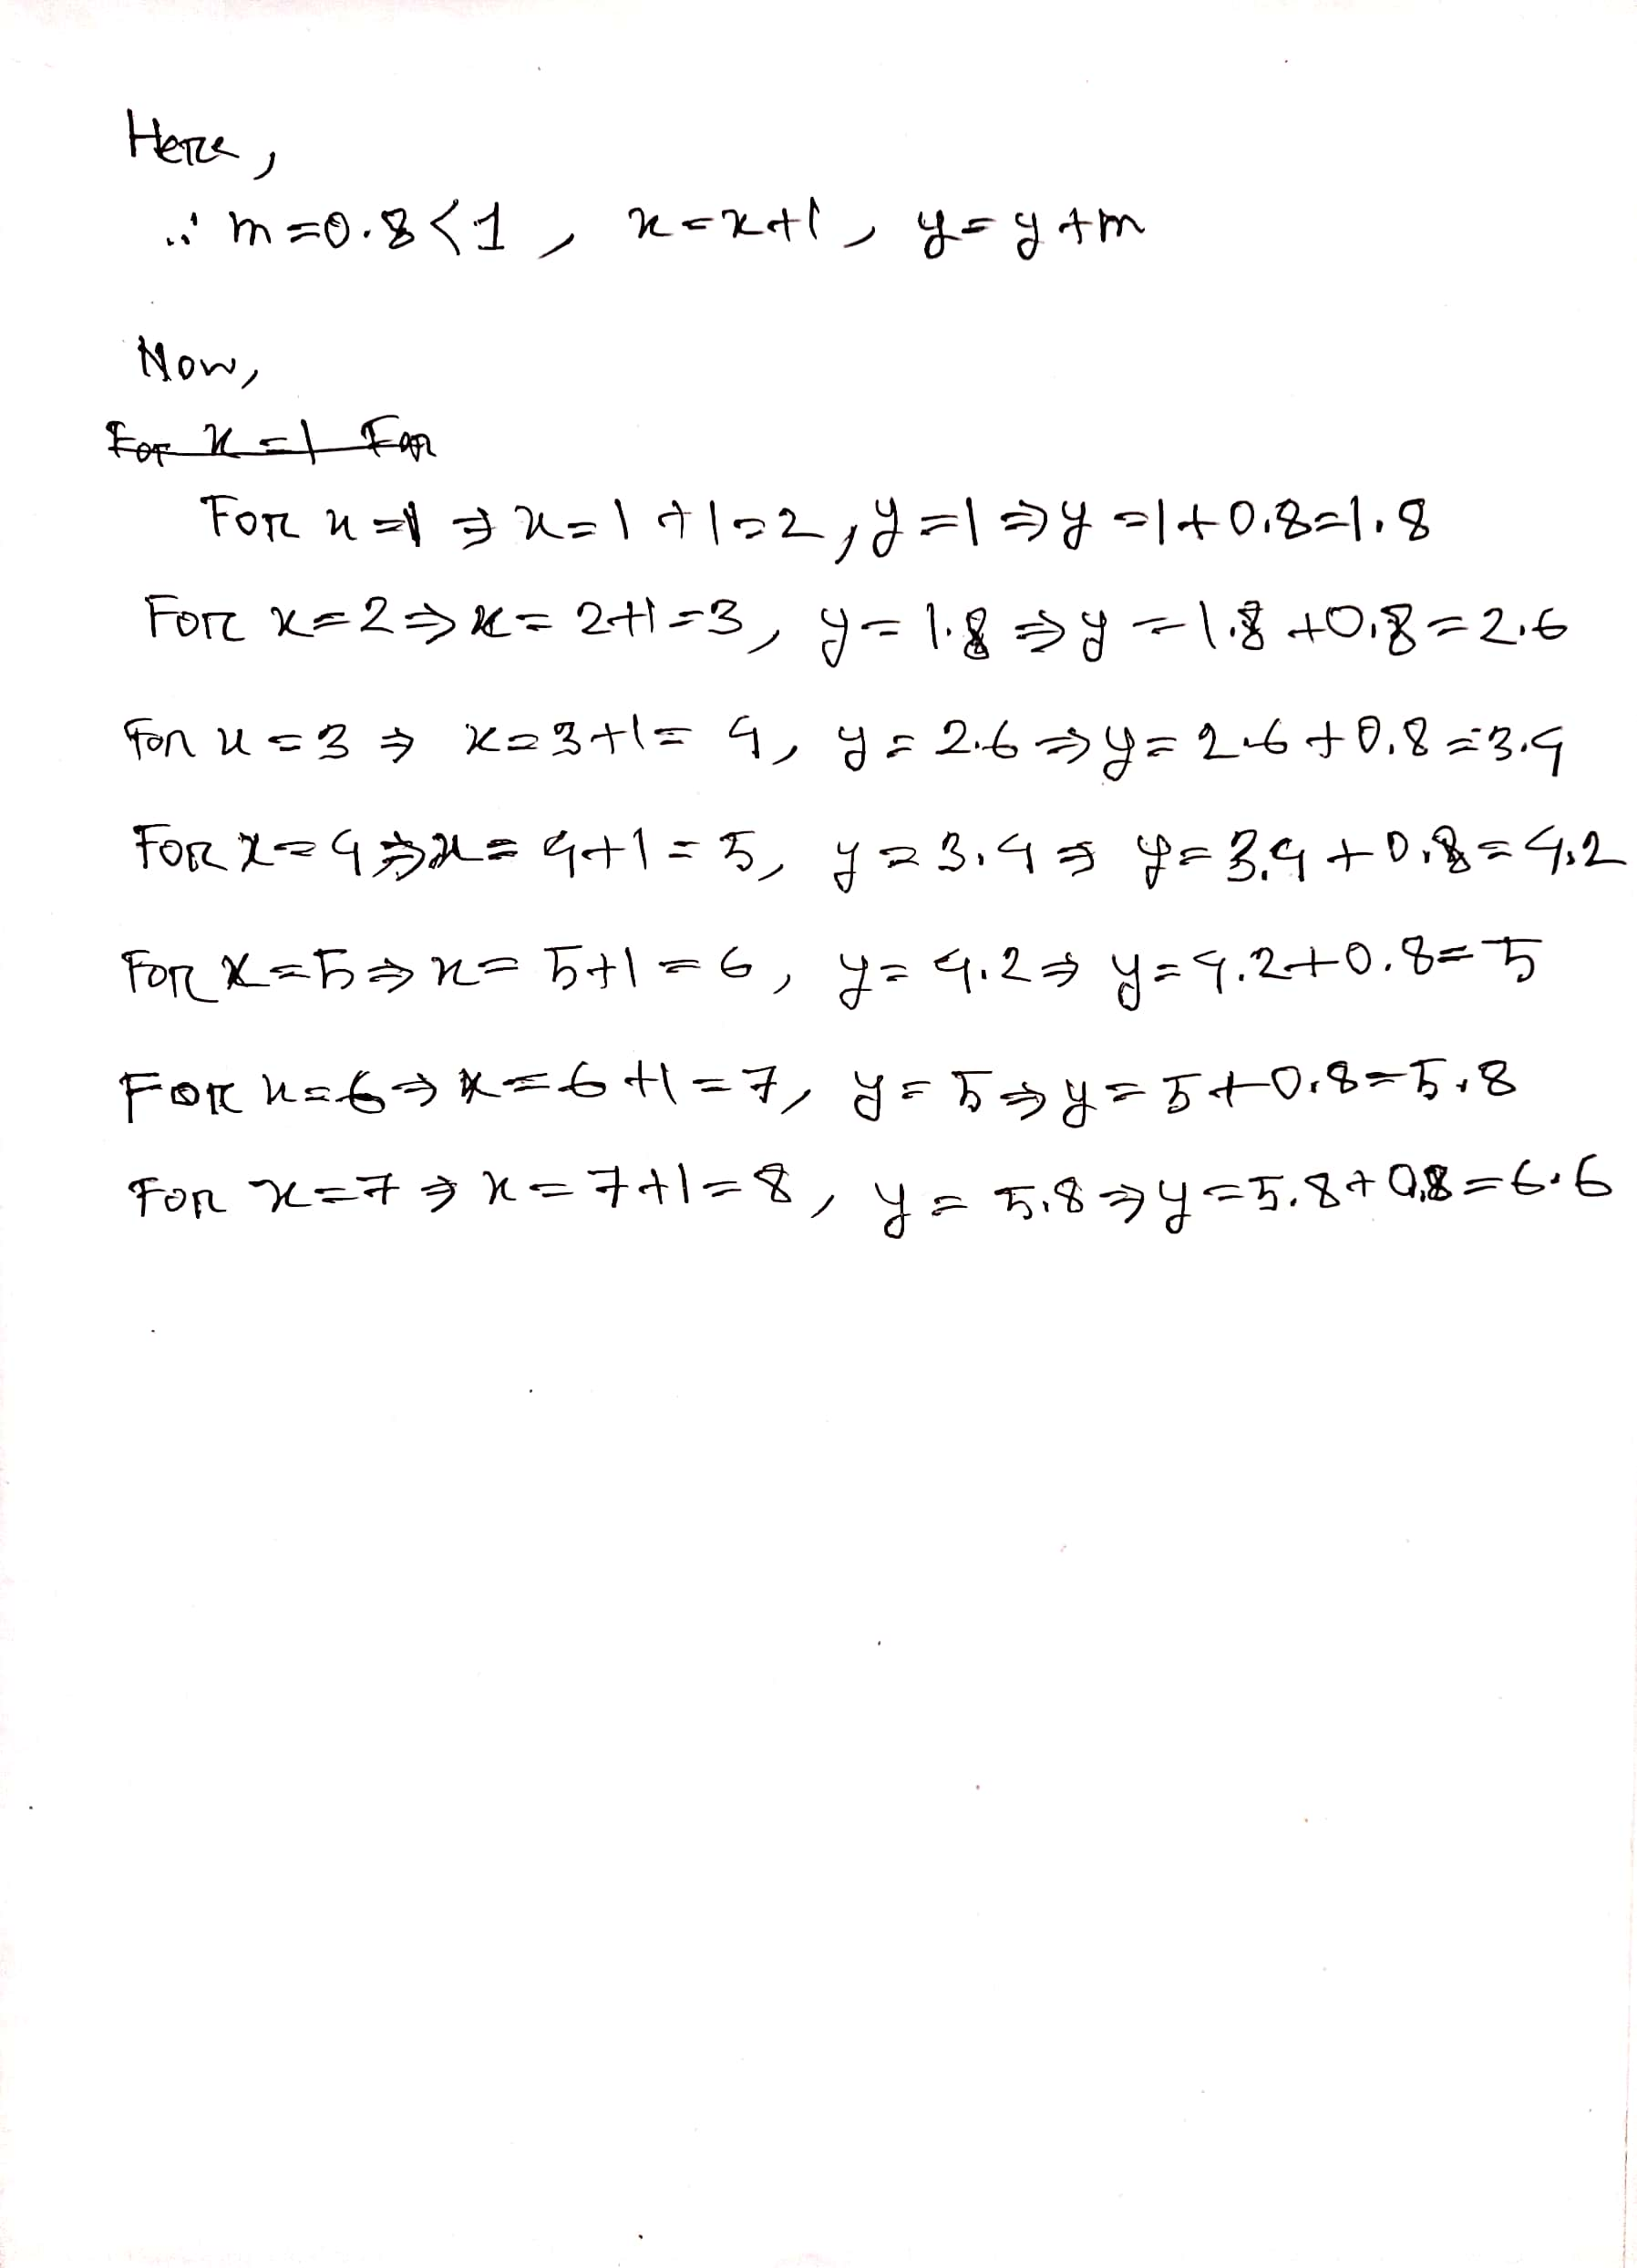 Here,
∴ m=0.8<1, x=x+1, y=y+m
Now,
For x=1 For
For x=1 ⇒ x=1+1=2, y=1 ⇒ y=1+0.8=1.8
For x=2 ⇒ x=2+1=3, y=1.8 ⇒ y=1.8+0.8=2.6
For x=3 ⇒ x=3+1=4, y=2.6 ⇒ y=2.6+0.8=3.4
For x=4 ⇒ x=4+1=5, y=3.4 ⇒ y=3.4+0.8=4.2
For x=5 ⇒ x=5+1=6, y=4.2 ⇒ y=4.2+0.8=5
For x=6 ⇒ x=6+1=7, y=5 ⇒ y=5+0.8=5.8
For x=7 ⇒ x=7+1=8, y=5.8 ⇒ y=5.8+0.8=6.6